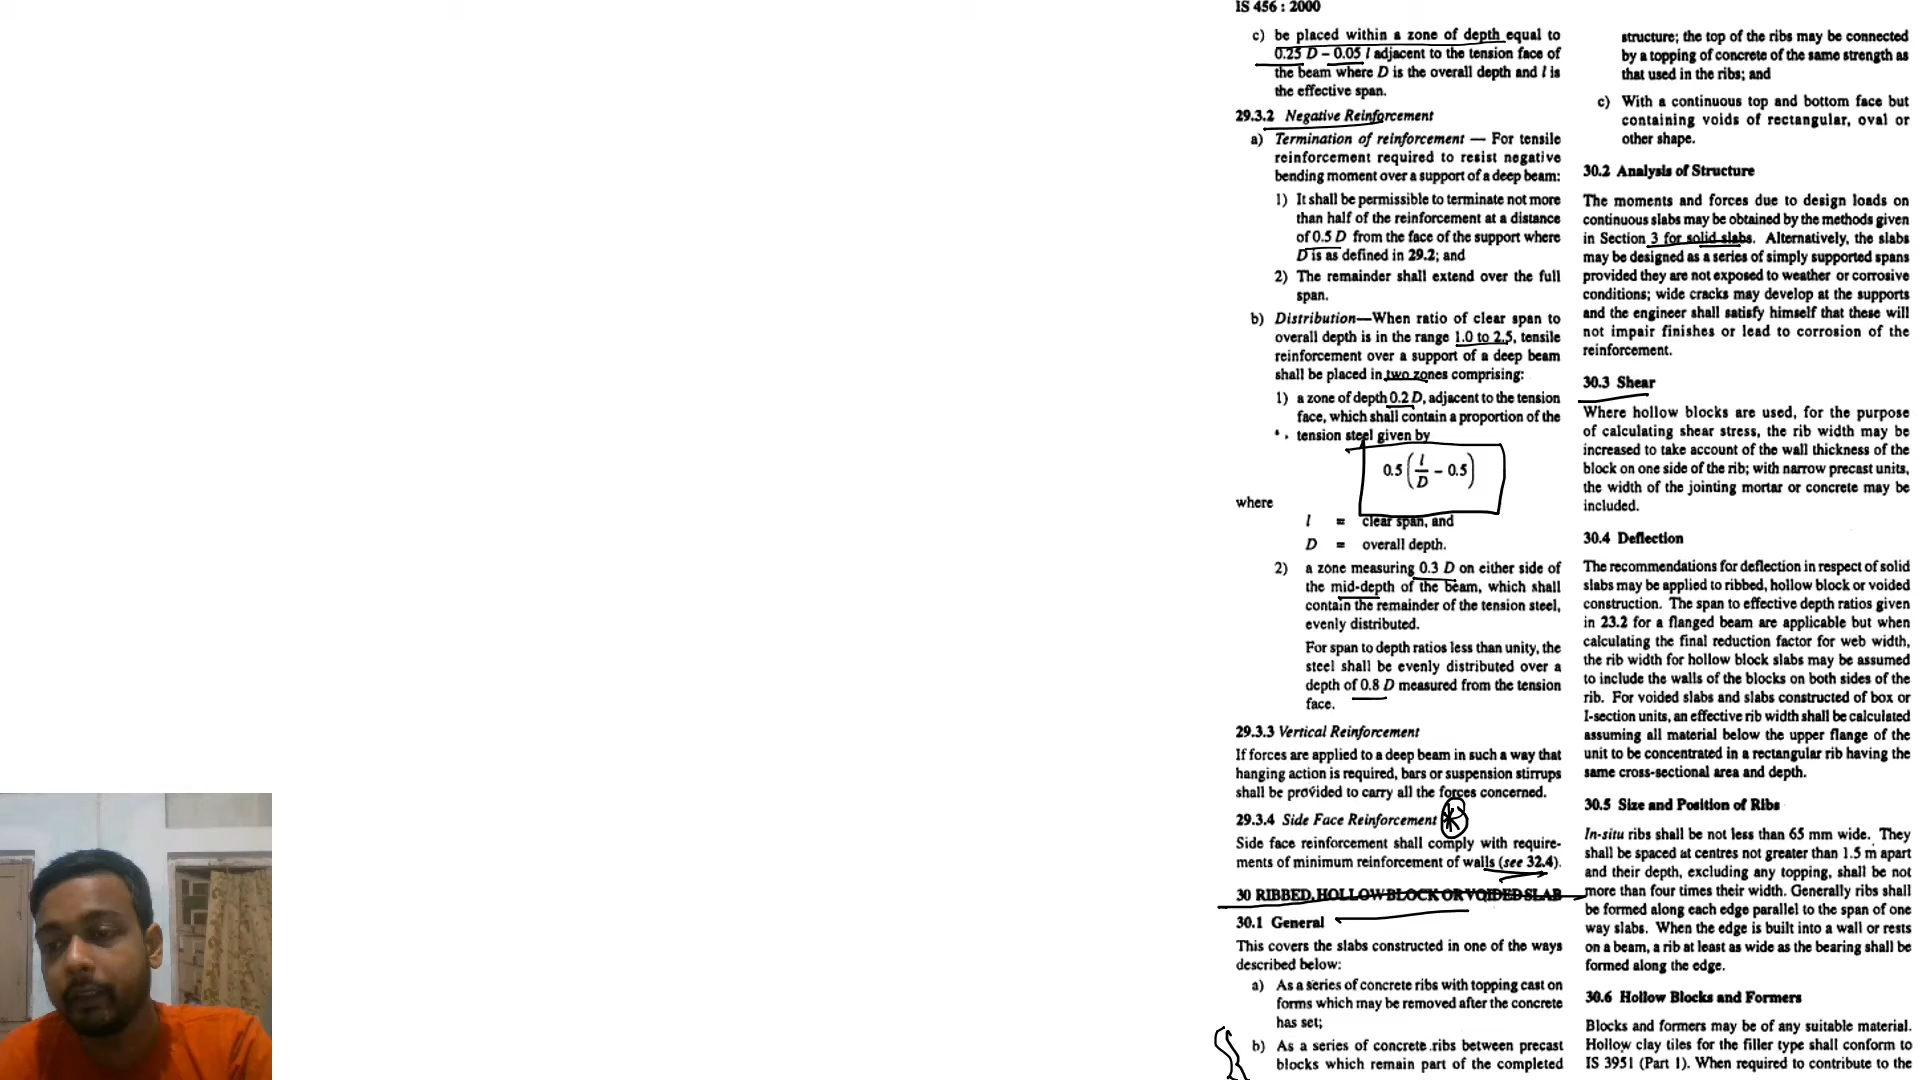 IS 456 : 2000
c) be placed within a zone of depth equal to
0.25 D – 0.05 l adjacent to the tension face of
the beam where D is the overall depth and l is
the effective span.
29.3.2 Negative Reinforcement
a) Termination of reinforcement — For tensile
reinforcement required to resist negative
bending moment over a support of a deep beam:
1) It shall be permissible to terminate not more
than half of the reinforcement at a distance
of 0.5 D from the face of the support where
D is as defined in 29.2; and
2) The remainder shall extend over the full
span.
b) Distribution—When ratio of clear span to
overall depth is in the range 1.0 to 2.5, tensile
reinforcement over a support of a deep beam
shall be placed in two zones comprising:
1) a zone of depth 0.2 D, adjacent to the tension
face, which shall contain a proportion of the
tension steel given by
0.5 (l/D – 0.5)
where
l = clear span, and
D = overall depth.
2) a zone measuring 0.3 D on either side of
the mid-depth of the beam, which shall
contain the remainder of the tension steel,
evenly distributed.
For span to depth ratios less than unity, the
steel shall be evenly distributed over a
depth of 0.8 D measured from the tension
face.
29.3.3 Vertical Reinforcement
If forces are applied to a deep beam in such a way that
hanging action is required, bars or suspension stirrups
shall be provided to carry all the forces concerned.
29.3.4 Side Face Reinforcement
Side face reinforcement shall comply with require-
ments of minimum reinforcement of walls (see 32.4).
30 RIBBED, HOLLOW BLOCK OR VOIDED SLAB
30.1 General
This covers the slabs constructed in one of the ways
described below:
a) As a series of concrete ribs with topping cast on
forms which may be removed after the concrete
has set;
b) As a series of concrete ribs between precast
blocks which remain part of the completed
structure; the top of the ribs may be connected
by a topping of concrete of the same strength as
that used in the ribs; and
c) With a continuous top and bottom face but
containing voids of rectangular, oval or
other shape.
30.2 Analysis of Structure
The moments and forces due to design loads on
continuous slabs may be obtained by the methods given
in Section 3 for solid slabs. Alternatively, the slabs
may be designed as a series of simply supported spans
provided they are not exposed to weather or corrosive
conditions; wide cracks may develop at the supports
and the engineer shall satisfy himself that these will
not impair finishes or lead to corrosion of the
reinforcement.
30.3 Shear
Where hollow blocks are used, for the purpose
of calculating shear stress, the rib width may be
increased to take account of the wall thickness of the
block on one side of the rib; with narrow precast units,
the width of the jointing mortar or concrete may be
included.
30.4 Deflection
The recommendations for deflection in respect of solid
slabs may be applied to ribbed, hollow block or voided
construction. The span to effective depth ratios given
in 23.2 for a flanged beam are applicable but when
calculating the final reduction factor for web width,
the rib width for hollow block slabs may be assumed
to include the walls of the blocks on both sides of the
rib. For voided slabs and slabs constructed of box or
I-section units, an effective rib width shall be calculated
assuming all material below the upper flange of the
unit to be concentrated in a rectangular rib having the
same cross-sectional area and depth.
30.5 Size and Position of Ribs
In-situ ribs shall be not less than 65 mm wide. They
shall be spaced at centres not greater than 1.5 m apart
and their depth, excluding any topping, shall be not
more than four times their width. Generally ribs shall
be formed along each edge parallel to the span of one
way slabs. When the edge is built into a wall or rests
on a beam, a rib at least as wide as the bearing shall be
formed along the edge.
30.6 Hollow Blocks and Formers
Blocks and formers may be of any suitable material.
Hollow clay tiles for the filler type shall conform to
IS 3951 (Part 1). When required to contribute to the